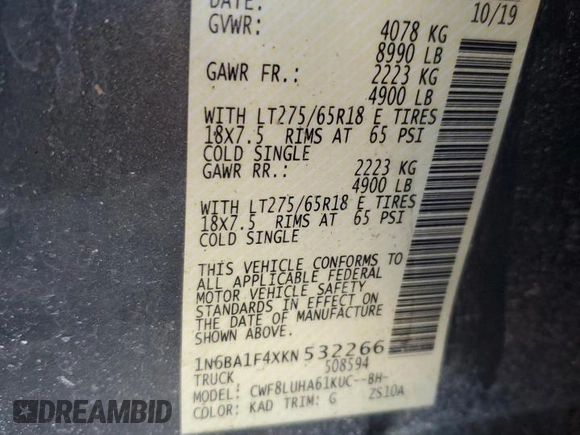 DATE:
10/19
GVWR:
4078 KG
8990 LB
GAWR FR.:
2223 KG
4900 LB
WITH LT275/65R18 E TIRES
18X7.5 RIMS AT 65 PSI
COLD SINGLE
GAWR RR.:
2223 KG
4900 LB
WITH LT275/65R18 E TIRES
18X7.5 RIMS AT 65 PSI
COLD SINGLE
THIS VEHICLE CONFORMS TO
ALL APPLICABLE FEDERAL
MOTOR VEHICLE SAFETY
STANDARDS IN EFFECT ON
THE DATE OF MANUFACTURE
SHOWN ABOVE.
1N6BA1F4XKN532266
TRUCK 508594
MODEL: CWF8LUHA61KUC--BH-
COLOR: KAD TRIM: G ZS10A
DREAMBID